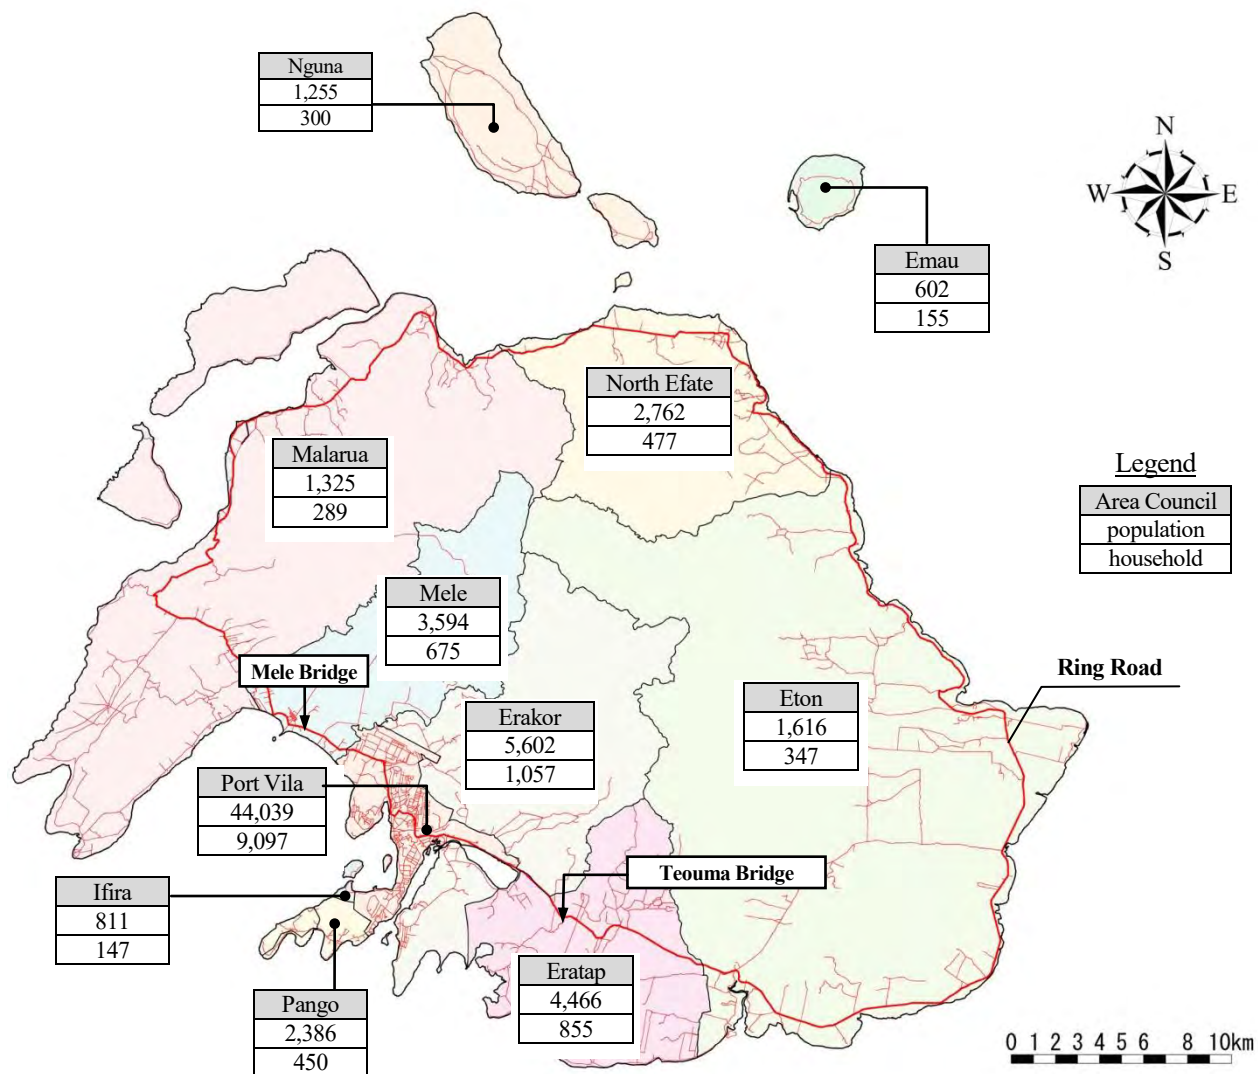 Nguna
1,255
300
N
W
E
S
Emau
602
155
North Efate
2,762
477
Malarua
1,325
289
Legend
Area Council
population
household
Mele
3,594
675
Mele Bridge
Ring Road
Eton
1,616
347
Erakor
5,602
1,057
Port Vila
44,039
9,097
Teouma Bridge
Ifira
811
147
Eratap
4,466
855
Pango
2,386
450
0 1 2 3 4 5 6 8 10km